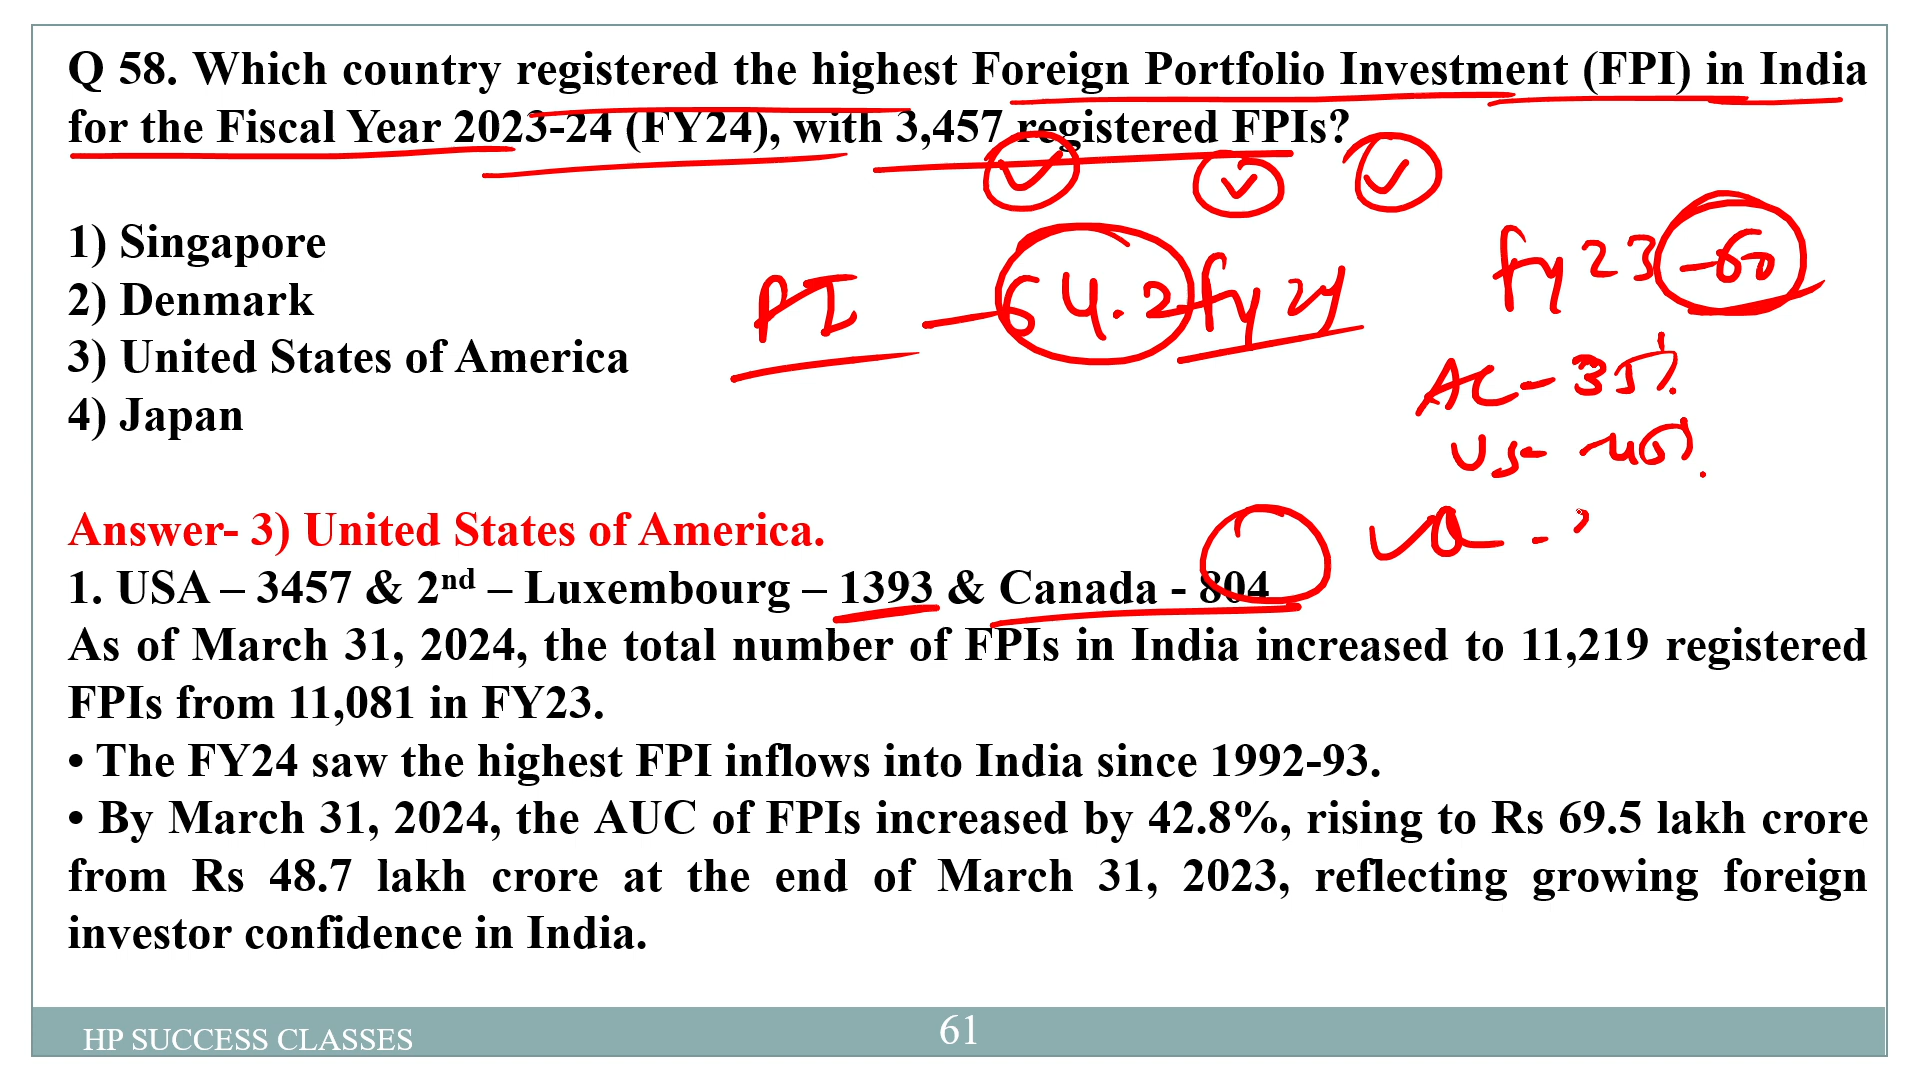 Q 58. Which country registered the highest Foreign Portfolio Investment (FPI) in India
for the Fiscal Year 2023-24 (FY24), with 3,457 registered FPIs?
1) Singapore
2) Denmark
3) United States of America
4) Japan
PI - 64.2 fy 24
fy 23 - 60
AC - 35%
US - 45%
Answer- 3) United States of America.
1. USA – 3457 & 2nd – Luxembourg – 1393 & Canada - 804
As of March 31, 2024, the total number of FPIs in India increased to 11,219 registered
FPIs from 11,081 in FY23.
• The FY24 saw the highest FPI inflows into India since 1992-93.
• By March 31, 2024, the AUC of FPIs increased by 42.8%, rising to Rs 69.5 lakh crore
from Rs 48.7 lakh crore at the end of March 31, 2023, reflecting growing foreign
investor confidence in India.
HP SUCCESS CLASSES
61